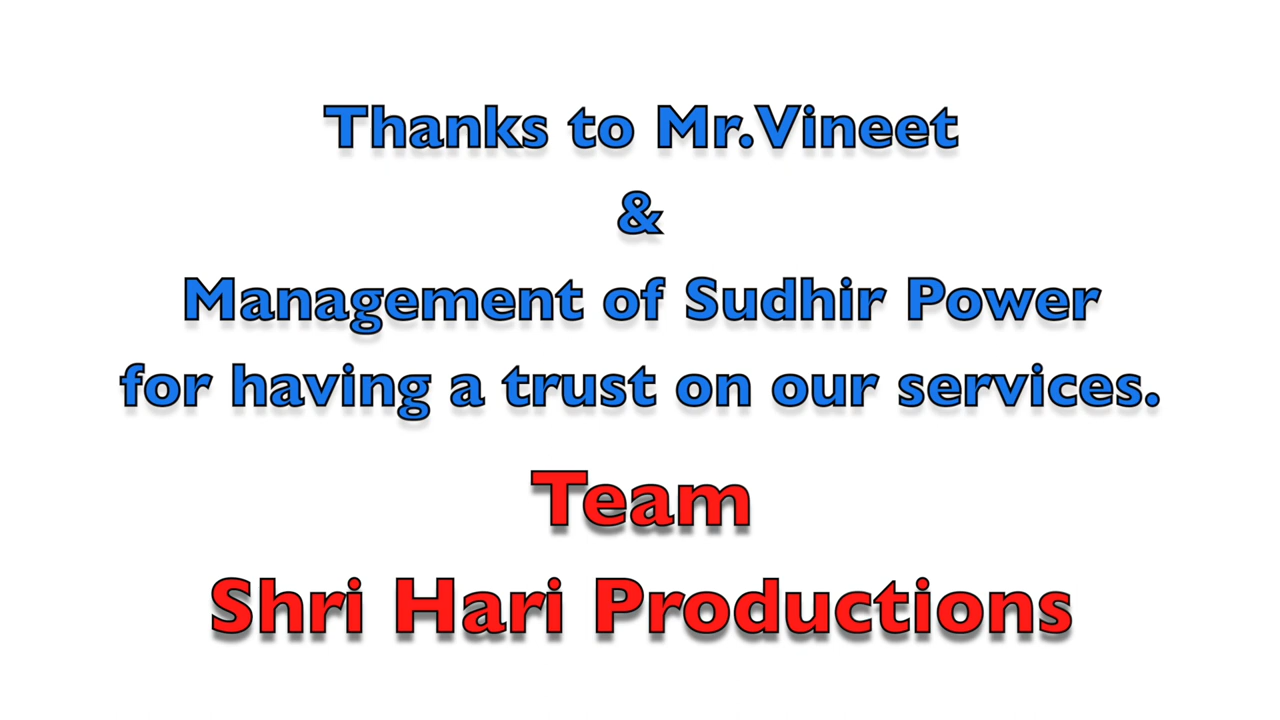 Thanks to Mr.Vineet
&
Management of Sudhir Power
for having a trust on our services.
Team
Shri Hari Productions